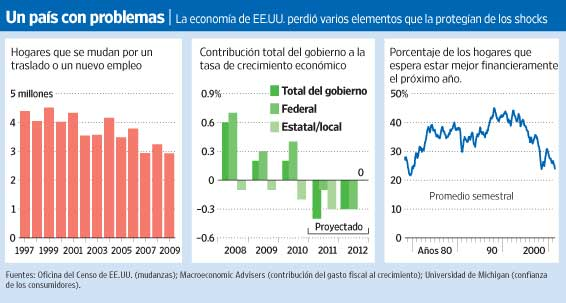 Un país con problemas | La economía de EE.UU. perdió varios elementos que la protegían de los shocks
Hogares que se mudan por un
traslado o un nuevo empleo
5 millones
4
3
2
1
0
1997 1999 2001 2003 2005 2007 2009
Contribución total del gobierno a la
tasa de crecimiento económico
0.9%
0.6
0.3
0.0
−0.3
−0.6
Total del gobierno
Federal
Estatal/local
0
Proyectado
2008 2009 2010 2011 2012
Porcentaje de los hogares que
espera estar mejor financieramente
el próximo año.
50%
40
30
20
10
0
Promedio semestral
Años 80 90 2000
Fuentes: Oficina del Censo de EE.UU. (mudanzas); Macroeconomic Advisers (contribución del gasto fiscal al crecimiento); Universidad de Michigan (confianza
de los consumidores).